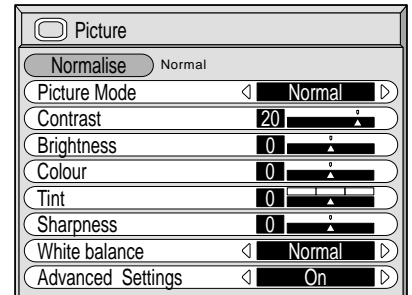 Picture
Normalise Normal
Picture Mode Normal
Contrast 20
Brightness 0
Colour 0
Tint 0
Sharpness 0
White balance Normal
Advanced Settings On